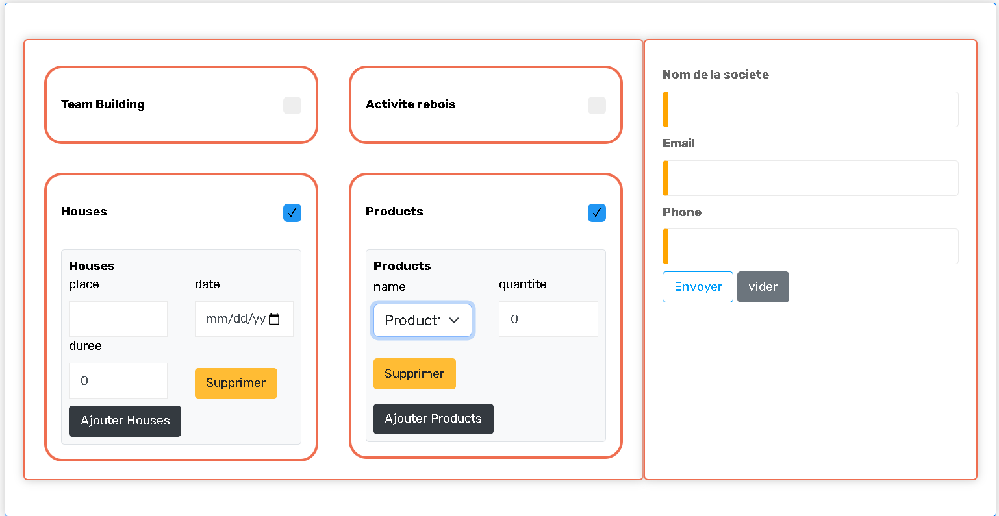 Team Building
Activite rebois
Houses
Houses
place date
mm/dd/yy
duree
0
Supprimer
Ajouter Houses
Products
Products
name quantite
Product 0
Supprimer
Ajouter Products
Nom de la societe
Email
Phone
Envoyer vider